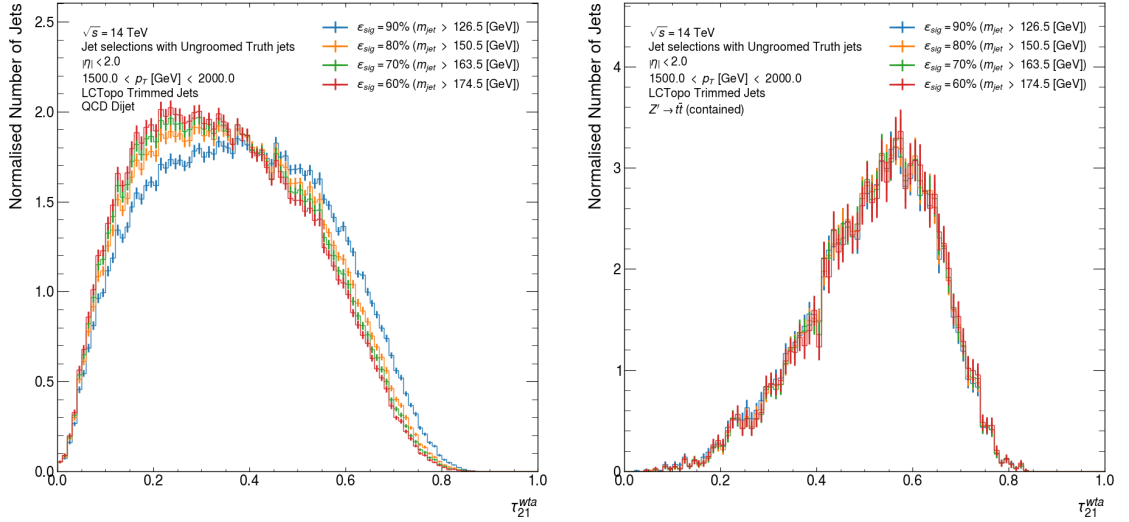 Normalised Number of Jets
2.5
2.0
1.5
1.0
0.5
0.0
√s = 14 TeV
Jet selections with Ungroomed Truth jets
|η| < 2.0
1500.0 < p_T [GeV] < 2000.0
LCTopo Trimmed Jets
QCD Dijet
ε_sig = 90% (m_jet > 126.5 [GeV])
ε_sig = 80% (m_jet > 150.5 [GeV])
ε_sig = 70% (m_jet > 163.5 [GeV])
ε_sig = 60% (m_jet > 174.5 [GeV])
0.0 0.2 0.4 0.6 0.8 1.0
τ_21^wta
Normalised Number of Jets
4
3
2
1
0
√s = 14 TeV
Jet selections with Ungroomed Truth jets
|η| < 2.0
1500.0 < p_T [GeV] < 2000.0
LCTopo Trimmed Jets
Z′ → tt̄ (contained)
ε_sig = 90% (m_jet > 126.5 [GeV])
ε_sig = 80% (m_jet > 150.5 [GeV])
ε_sig = 70% (m_jet > 163.5 [GeV])
ε_sig = 60% (m_jet > 174.5 [GeV])
0.0 0.2 0.4 0.6 0.8 1.0
τ_21^wta